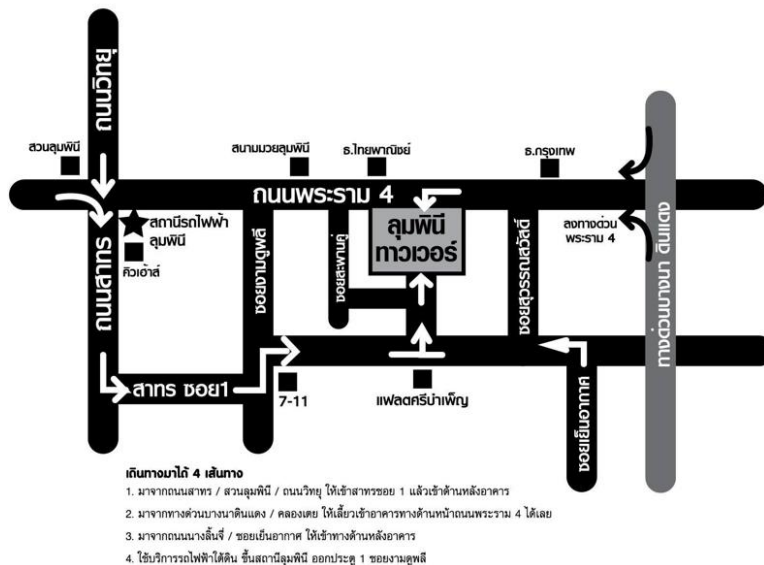 ถนนวิทยุ
สวนลุมพินี
สนามมวยลุมพินี
ธ.ไทยพาณิชย์
ธ.กรุงเทพ
ถนนพระราม 4
สถานีรถไฟฟ้า
ลุมพินี
คิวเฮ้าส์
ลุมพินี
ทาวเวอร์
ลงทางด่วน
พระราม 4
ถนนสาทร
ซอยงามดูพลี
ซอยสะพานคู่
ซอยสุวรรณสวัสดิ์
ทางด่วนบางนา ดินแดง
สาทร ซอย1
7-11
แฟลตศรีบำเพ็ญ
ซอยเย็นอากาศ
เดินทางมาได้ 4 เส้นทาง
1. มาจากถนนสาทร / สวนลุมพินี / ถนนวิทยุ ให้เข้าสาทรซอย 1 แล้วเข้าด้านหลังอาคาร
2. มาจากทางด่วนบางนาดินแดง / คลองเตย ให้เลี้ยวเข้าอาคารทางด้านหน้าถนนพระราม 4 ได้เลย
3. มาจากถนนนางลิ้นจี่ / ซอยเย็นอากาศ ให้เข้าทางด้านหลังอาคาร
4. ใช้บริการรถไฟฟ้าใต้ดิน ขึ้นสถานีลุมพินี ออกประตู 1 ซอยงามดูพลี